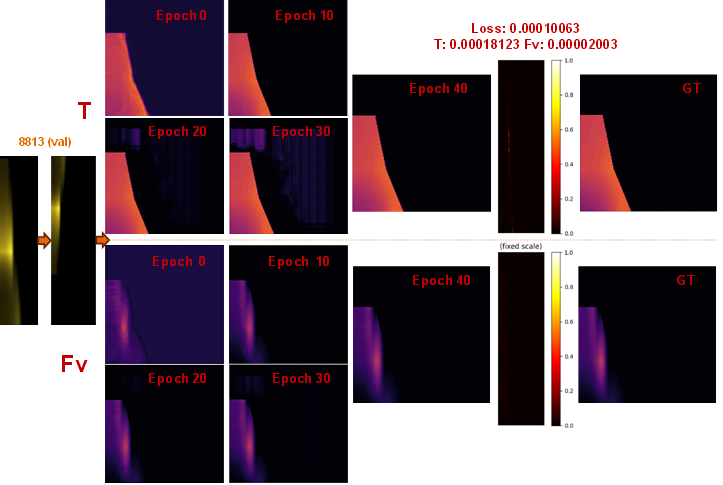 Epoch 0
Epoch 10
Loss: 0.00010063
T: 0.00018123 Fv: 0.00002003
T
Epoch 20
Epoch 30
Epoch 40
1.0
0.8
0.6
0.4
0.2
0.0
GT
8813 (val)
(fixed scale)
Fv
Epoch 0
Epoch 10
Epoch 20
Epoch 30
Epoch 40
1.0
0.8
0.6
0.4
0.2
0.0
GT